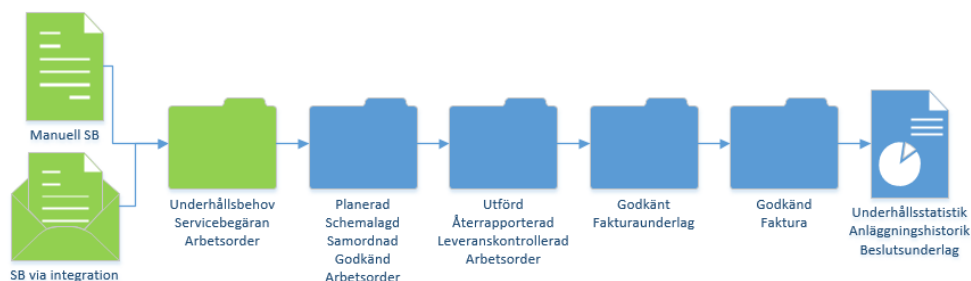 Manuell SB
SB via integration
Underhållsbehov
Servicebegäran
Arbetsorder
Planerad
Schemalagd
Samordnad
Godkänd
Arbetsorder
Utförd
Återrapporterad
Leveranskontrollerad
Arbetsorder
Godkänt
Fakturaunderlag
Godkänd
Faktura
Underhållsstatistik
Anläggningshistorik
Beslutsunderlag